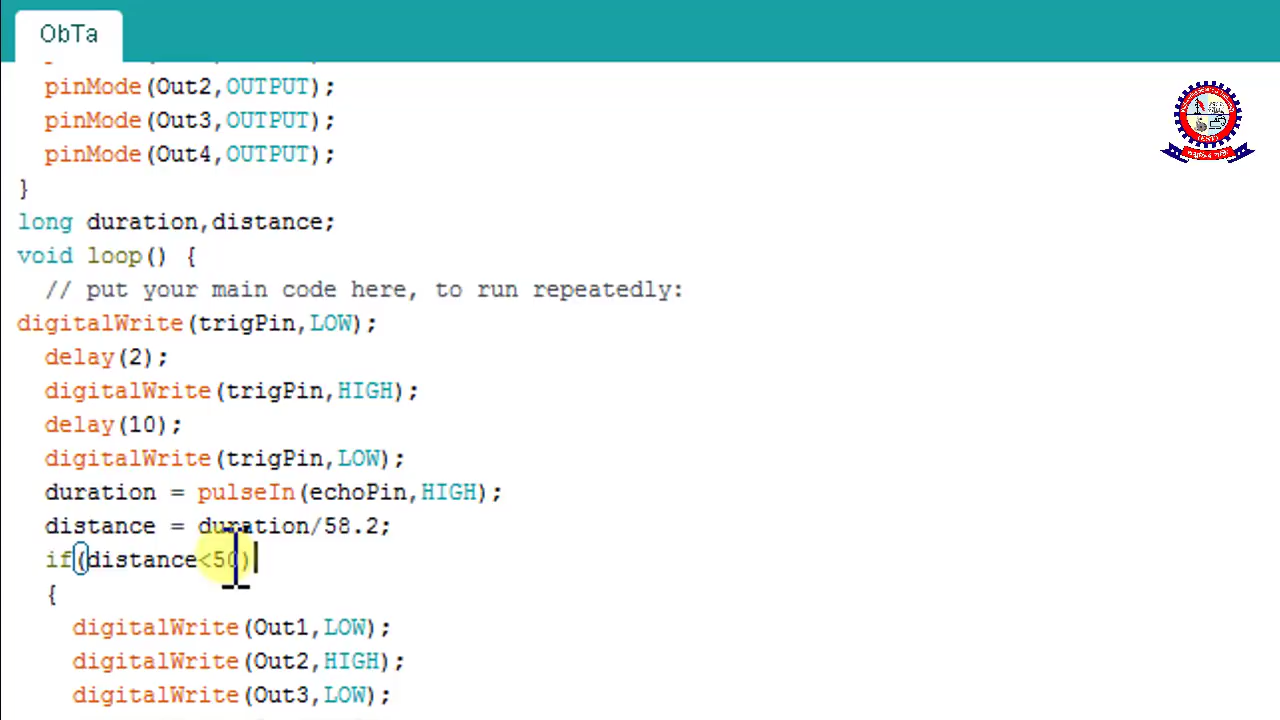 ObTa
pinMode(Out2,OUTPUT);
pinMode(Out3,OUTPUT);
pinMode(Out4,OUTPUT);
}
long duration,distance;
void loop() {
// put your main code here, to run repeatedly:
digitalWrite(trigPin,LOW);
delay(2);
digitalWrite(trigPin,HIGH);
delay(10);
digitalWrite(trigPin,LOW);
duration = pulseIn(echoPin,HIGH);
distance = duration/58.2;
if(distance<50)
{
digitalWrite(Out1,LOW);
digitalWrite(Out2,HIGH);
digitalWrite(Out3,LOW);